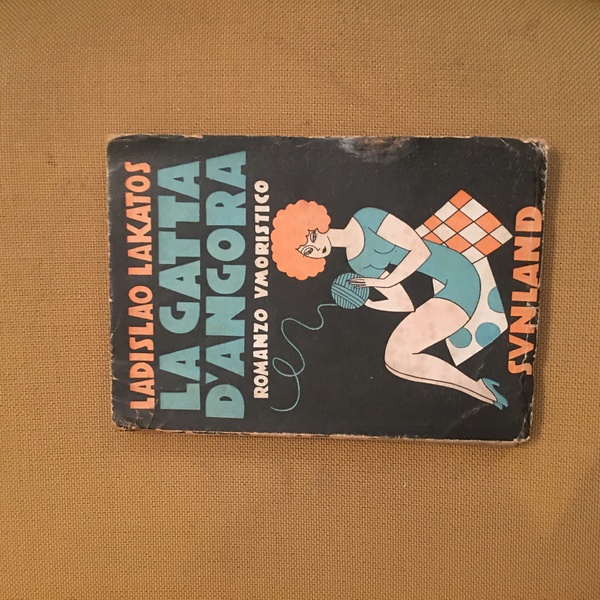 LADISLAO LAKATOS
LA GATTA
D'ANGORA
ROMANZO VMORISTICO
SVNLAND